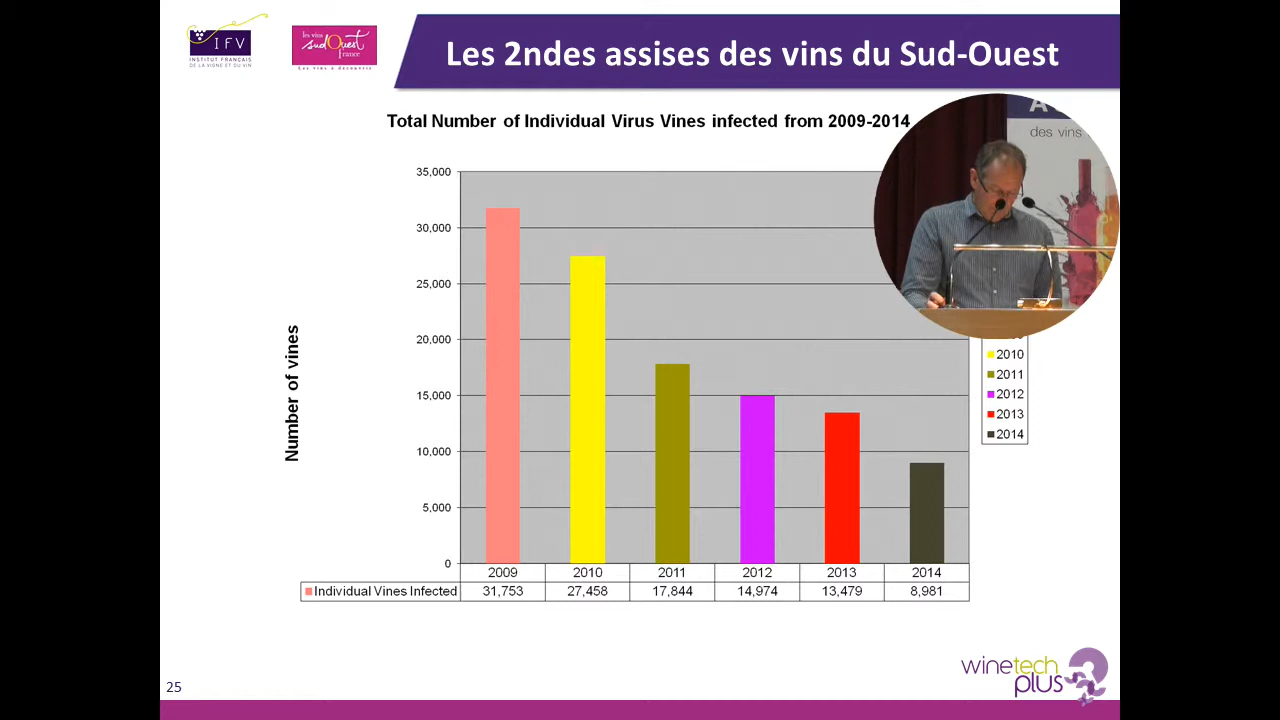 IFV
INSTITUT FRANÇAIS
DE LA VIGNE ET DU VIN
les vins
sudOuest
france
Les vins à découvrir
Les 2ndes assises des vins du Sud-Ouest
Total Number of Individual Virus Vines infected from 2009-2014
des vins
Number of vines
35,000
30,000
25,000
20,000
15,000
10,000
5,000
0
2010
2011
2012
2013
2014
2009 2010 2011 2012 2013 2014
Individual Vines Infected 31,753 27,458 17,844 14,974 13,479 8,981
winetech
plus
25